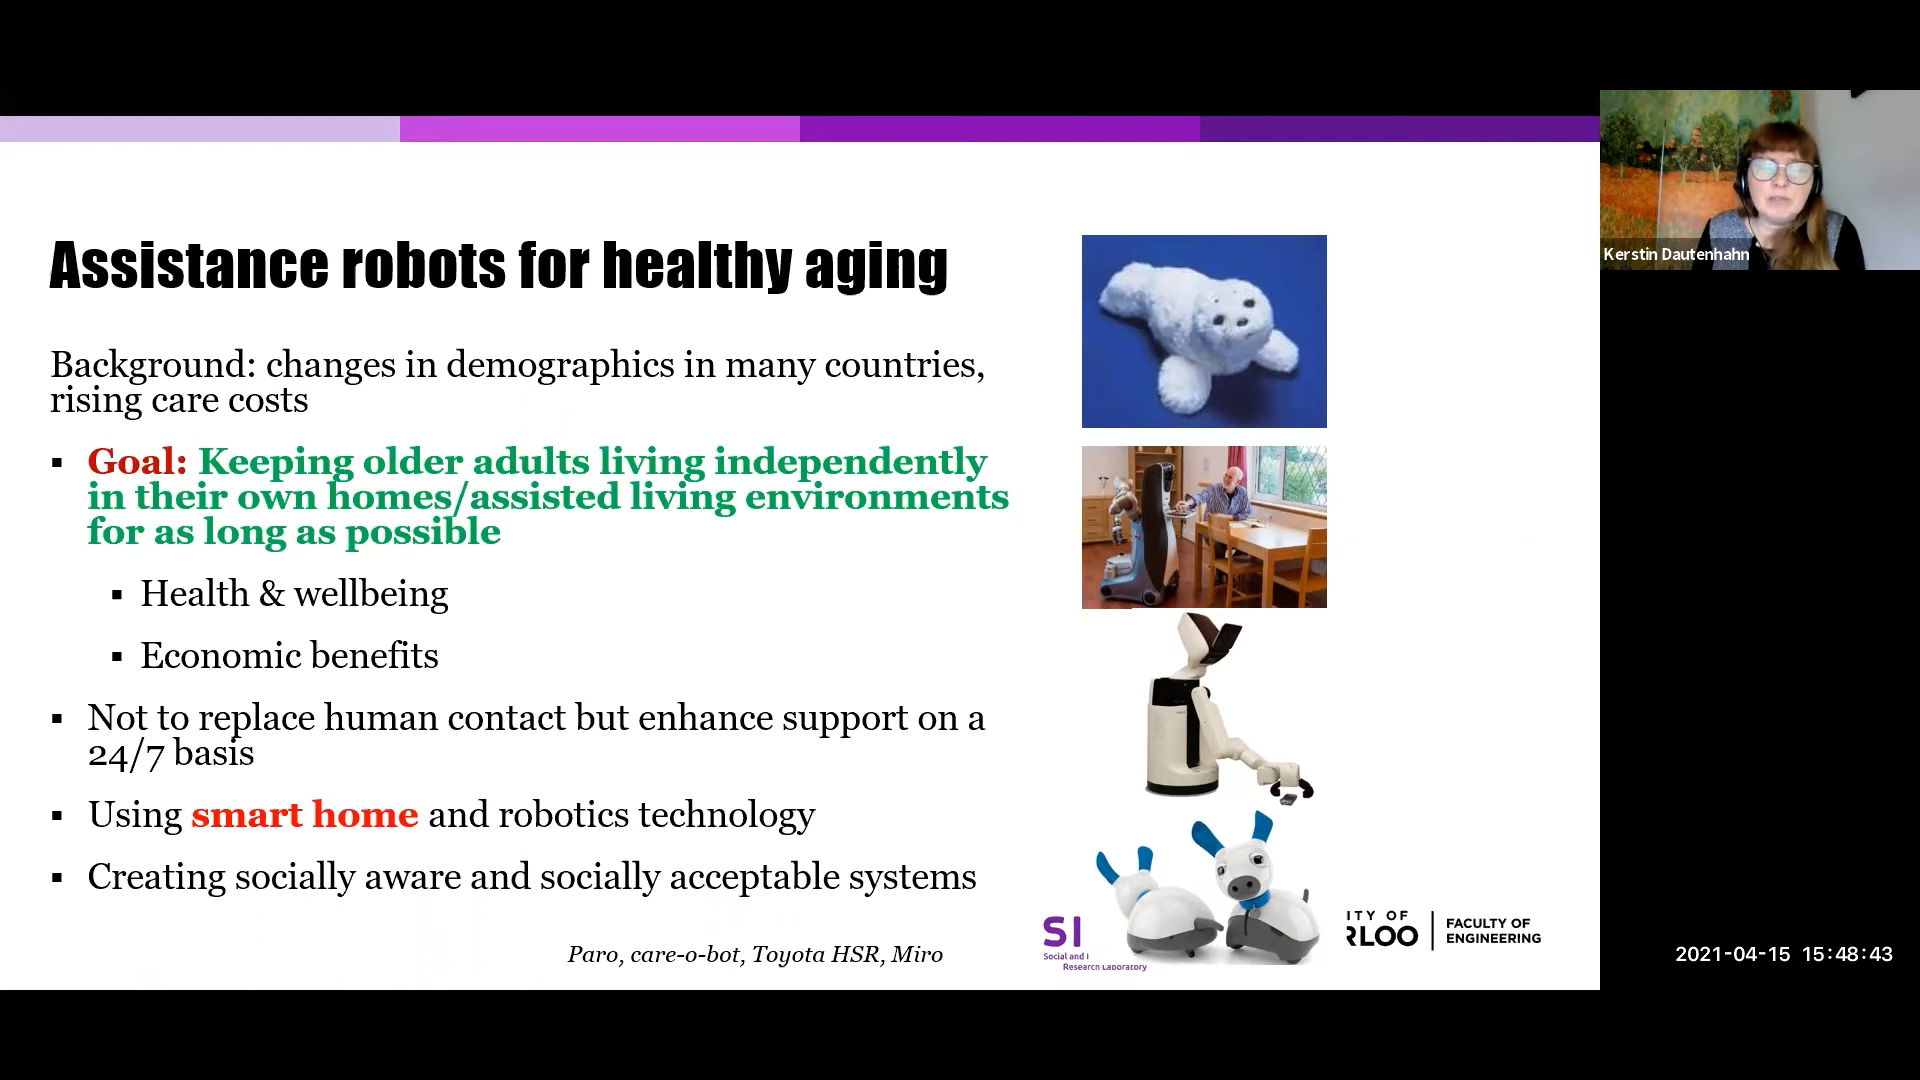 Assistance robots for healthy aging
Background: changes in demographics in many countries,
rising care costs
▪ Goal: Keeping older adults living independently
in their own homes/assisted living environments
for as long as possible
▪ Health & wellbeing
▪ Economic benefits
▪ Not to replace human contact but enhance support on a
24/7 basis
▪ Using smart home and robotics technology
▪ Creating socially aware and socially acceptable systems
Paro, care-o-bot, Toyota HSR, Miro
SI
Social and I
Research Laboratory
ITY OF
RLOO
FACULTY OF
ENGINEERING
Kerstin Dautenhahn
2021-04-15 15:48:43